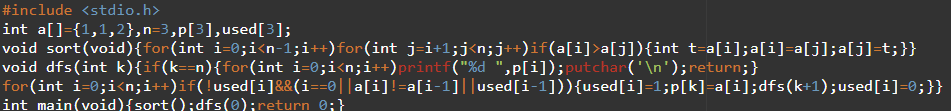 #include <stdio.h>
int a[]={1,1,2},n=3,p[3],used[3];
void sort(void){for(int i=0;i<n-1;i++)for(int j=i+1;j<n;j++)if(a[i]>a[j]){int t=a[i];a[i]=a[j];a[j]=t;}}
void dfs(int k){if(k==n){for(int i=0;i<n;i++)printf("%d ",p[i]);putchar('\n');return;}
for(int i=0;i<n;i++)if(!used[i]&&(i==0||a[i]!=a[i-1]||used[i-1])){used[i]=1;p[k]=a[i];dfs(k+1);used[i]=0;}}
int main(void){sort();dfs(0);return 0;}